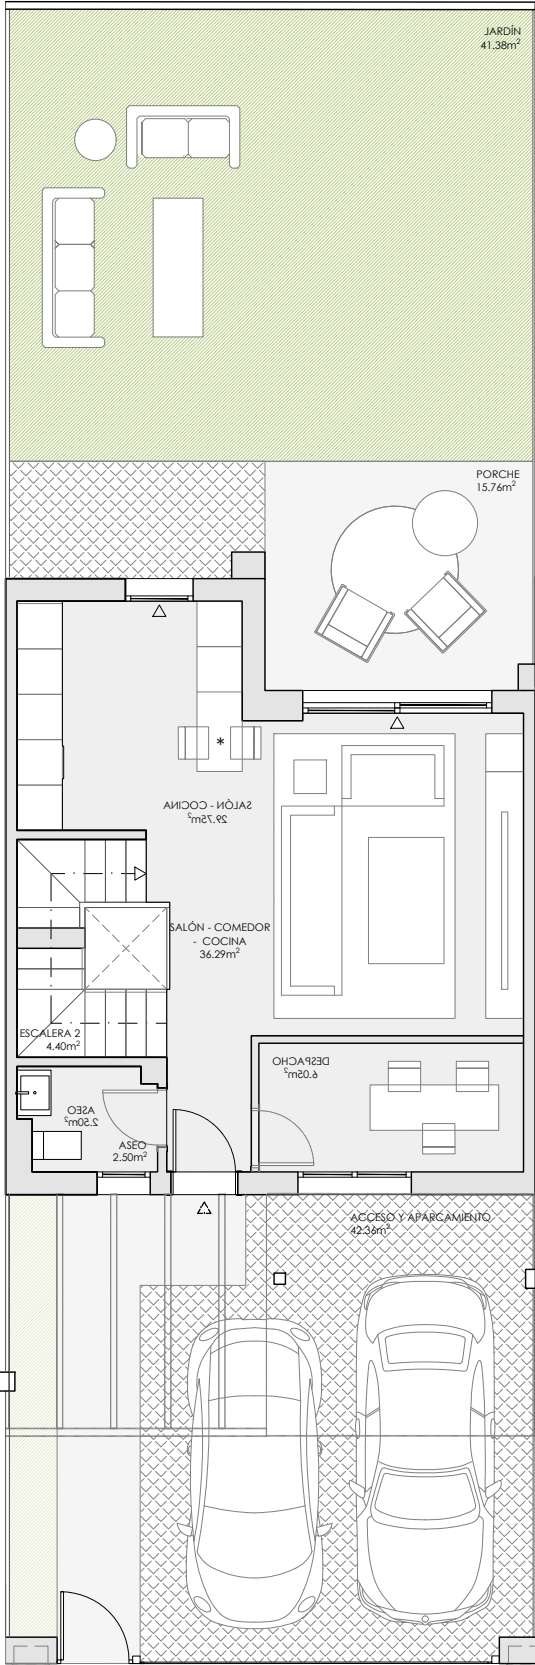 JARDÍN
41.38m²
PORCHE
15.76m²
*
SALÓN - COCINA
29.75m²
SALÓN - COMEDOR
- COCINA
36.29m²
ESCALERA 2
4.40m²
DESPACHO
6.05m²
ASEO
2.50m²
ASEO
2.50m²
ACCESO Y APARCAMIENTO
42.36m²